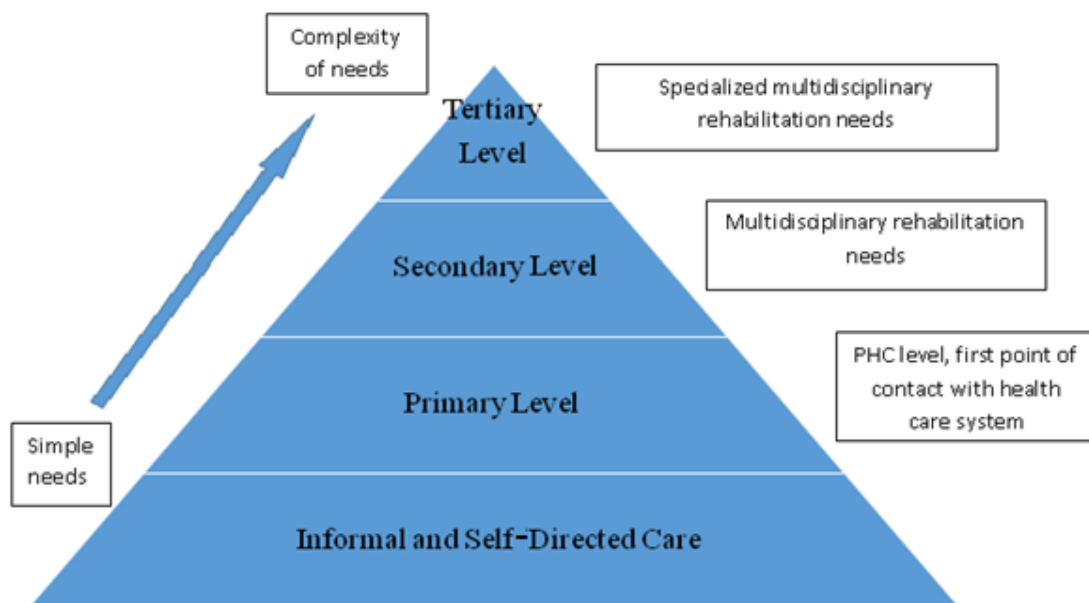 Complexity
of needs
Tertiary
Level
Specialized multidisciplinary
rehabilitation needs
Secondary Level
Multidisciplinary rehabilitation
needs
Primary Level
PHC level, first point of
contact with health
care system
Simple
needs
Informal and Self-Directed Care